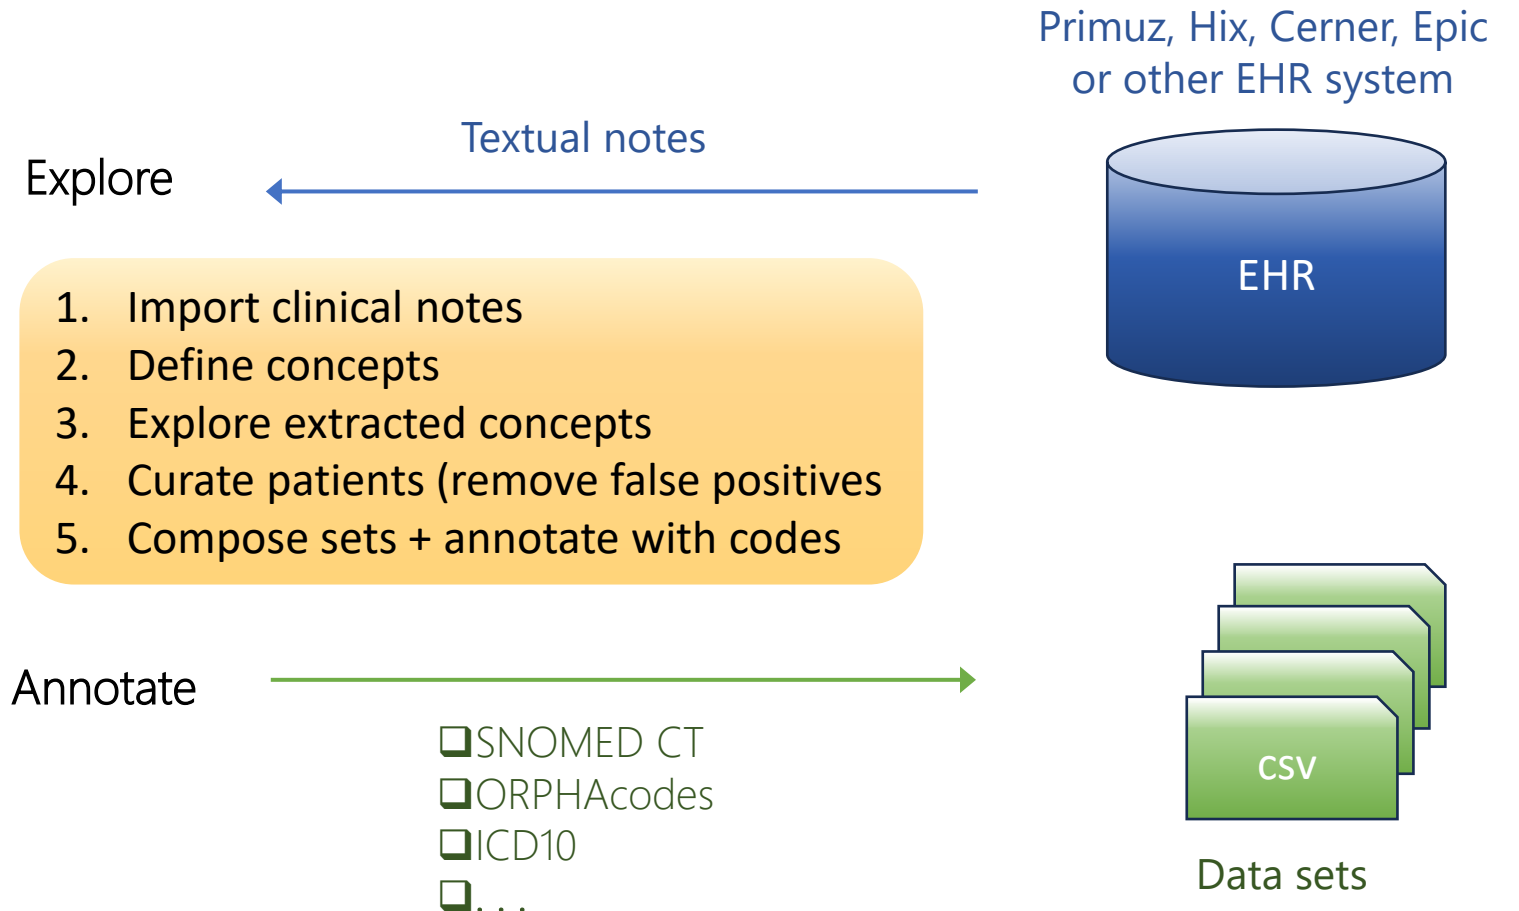 Primuz, Hix, Cerner, Epic
or other EHR system
Textual notes
Explore
EHR
1. Import clinical notes
2. Define concepts
3. Explore extracted concepts
4. Curate patients (remove false positives
5. Compose sets + annotate with codes
Annotate
❑SNOMED CT
❑ORPHAcodes
❑ICD10
❑...
csv
Data sets